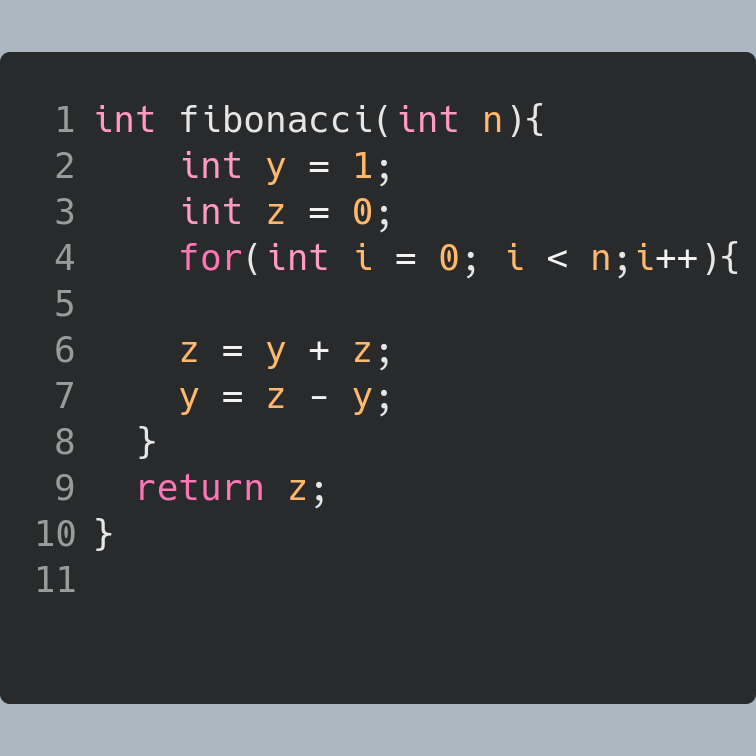 1 int fibonacci(int n){
2     int y = 1;
3     int z = 0;
4     for(int i = 0; i < n;i++){
5
6     z = y + z;
7     y = z - y;
8   }
9   return z;
10 }
11